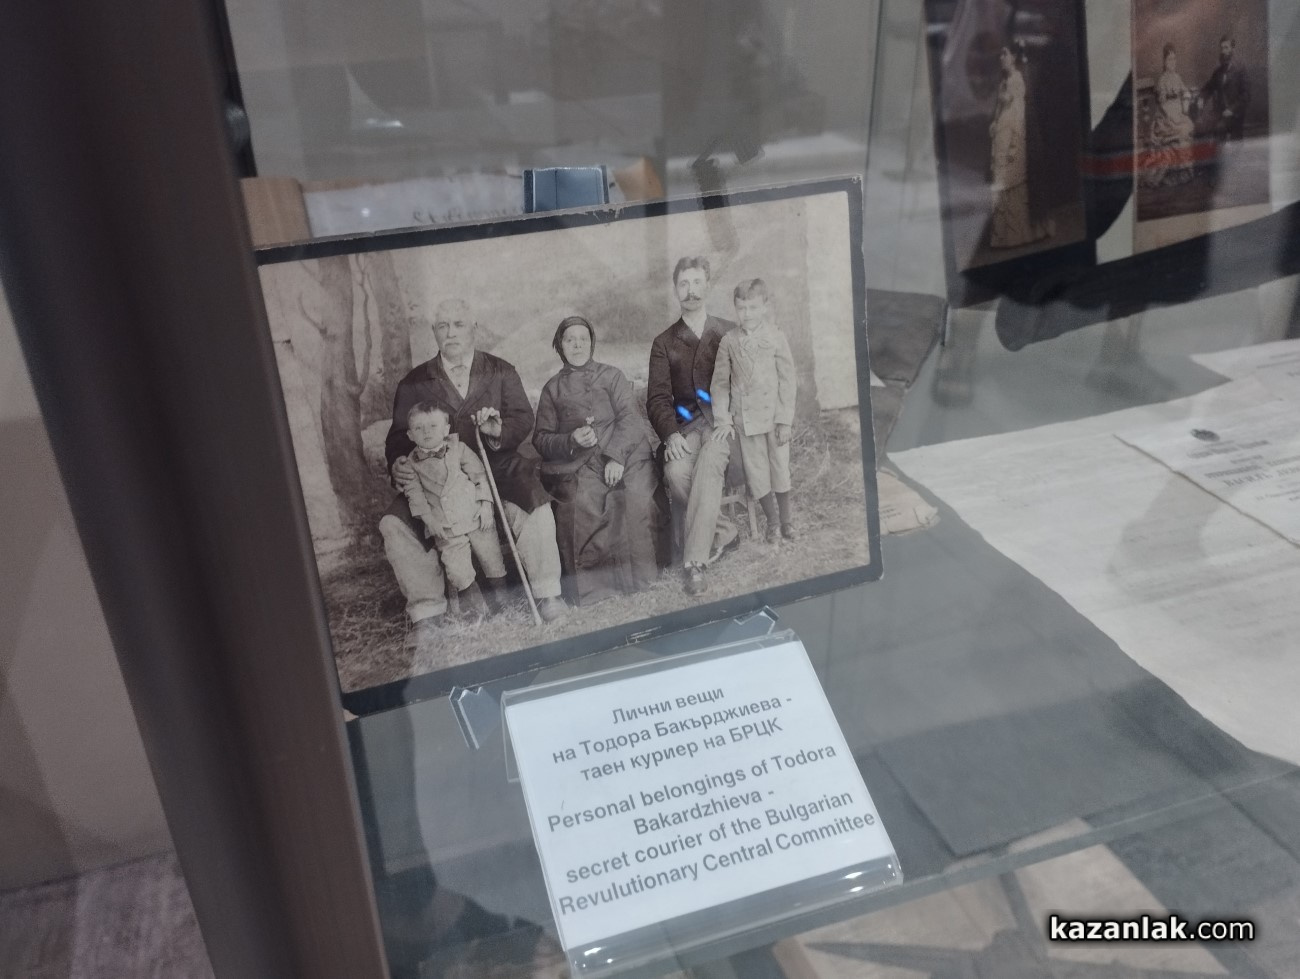 Лични вещи
на Тодора Бакърджиева -
таен куриер на БРЦК
Personal belongings of Todora
Bakardzhieva -
secret courier of the Bulgarian
Revulutionary Central Committee
kazanlak.com